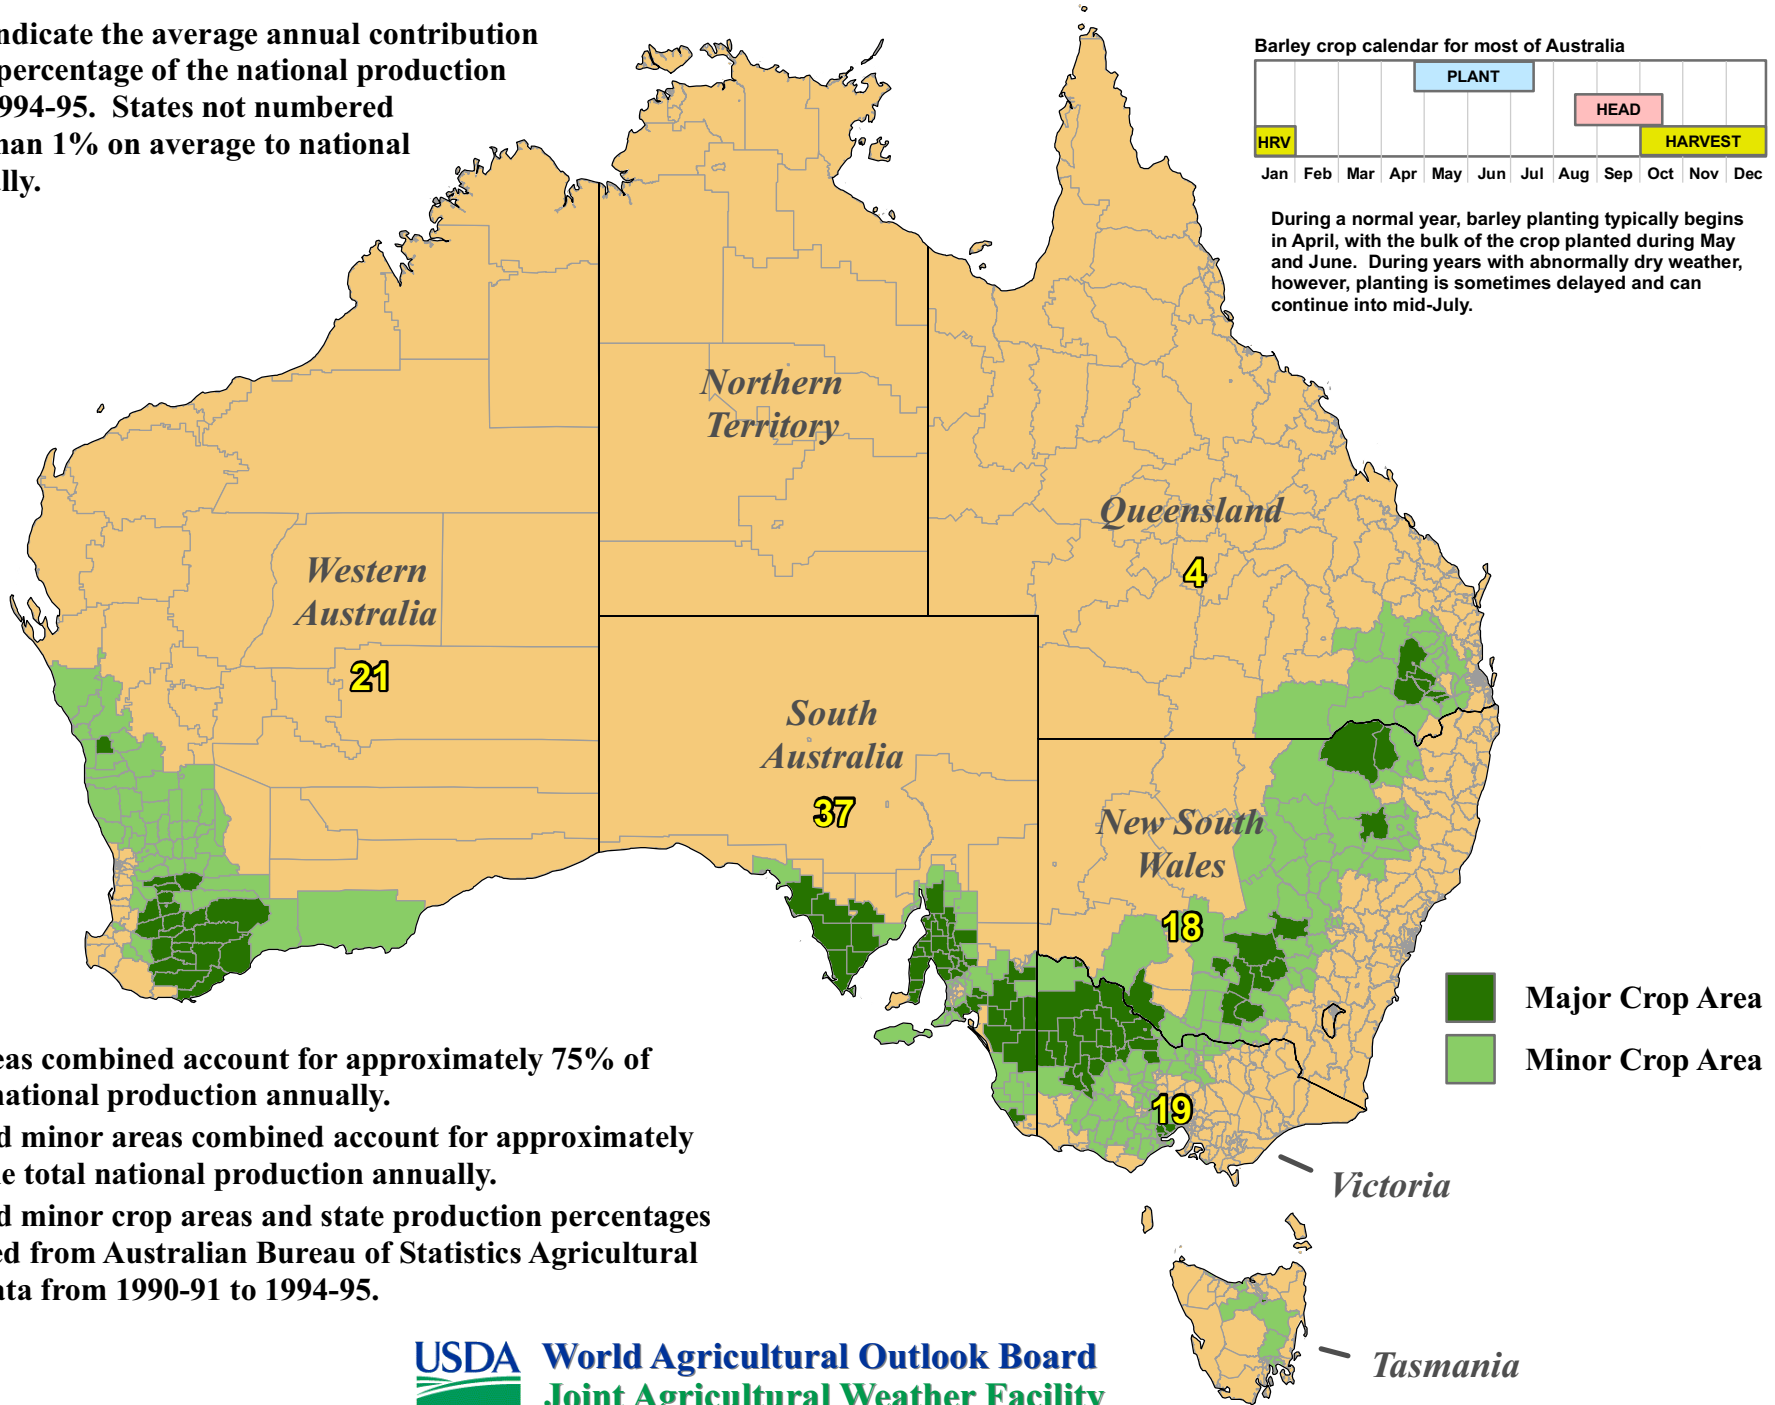 ndicate the average annual contribution
percentage of the national production
994-95. States not numbered
han 1% on average to national
lly.
Barley crop calendar for most of Australia
PLANT
HEAD
HRV
HARVEST
Jan Feb Mar Apr May Jun Jul Aug Sep Oct Nov Dec
During a normal year, barley planting typically begins
in April, with the bulk of the crop planted during May
and June. During years with abnormally dry weather,
however, planting is sometimes delayed and can
continue into mid-July.
Northern
Territory
Queensland
4
Western
Australia
21
South
Australia
37
New South
Wales
18
19
Victoria
Tasmania
Major Crop Area
Minor Crop Area
eas combined account for approximately 75% of
national production annually.
d minor areas combined account for approximately
e total national production annually.
d minor crop areas and state production percentages
ed from Australian Bureau of Statistics Agricultural
ata from 1990-91 to 1994-95.
USDA
World Agricultural Outlook Board
Joint Agricultural Weather Facility